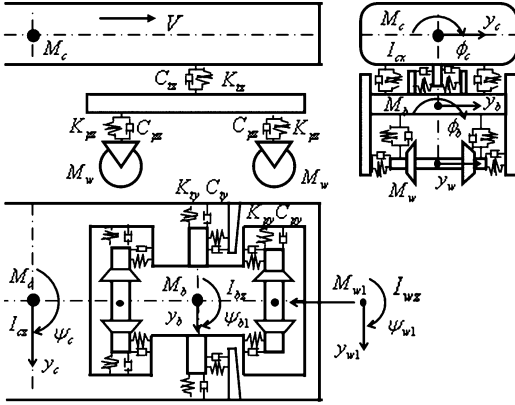 V
M_c
C_tz K_tz
K_pz C_pz C_pz K_pz
M_w M_w
M_c y_c
I_cx ϕ_c
M_b y_b
ϕ_b
M_w y_w
K_ty C_ty
K_py C_py
M_c M_b I_bz M_w1 I_wz
I_cz ψ_c y_b ψ_b1 ψ_w1
y_c y_w1